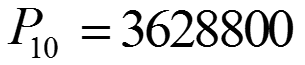 P₁₀ = 3628800